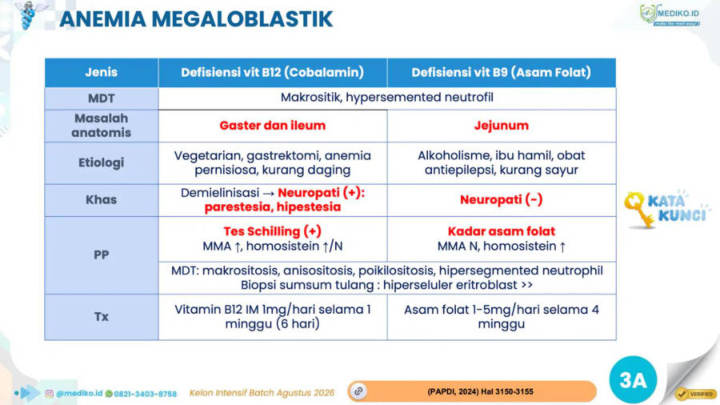 ANEMIA MEGALOBLASTIK
MEDIKO.ID
Jenis
Defisiensi vit B12 (Cobalamin)
Defisiensi vit B9 (Asam Folat)
MDT
Makrositik, hypersemented neutrofil
Masalah
anatomis
Gaster dan ileum
Jejunum
Etiologi
Vegetarian, gastrektomi, anemia
pernisiosa, kurang daging
Alkoholisme, ibu hamil, obat
antiepilepsi, kurang sayur
Khas
Demielinisasi → Neuropati (+):
parestesia, hipestesia
Neuropati (-)
PP
Tes Schilling (+)
MMA ↑, homosistein ↑/N
Kadar asam folat
MMA N, homosistein ↑
MDT: makrositosis, anisositosis, poikilositosis, hipersegmented neutrophil
Biopsi sumsum tulang : hiperseluler eritroblast >>
Tx
Vitamin B12 IM 1mg/hari selama 1
minggu (6 hari)
Asam folat 1-5mg/hari selama 4
minggu
KATA
KUNCI
@mediko.id
0821-3403-8758
Kelon Intensif Batch Agustus 2026
(PAPDI, 2024) Hal 3150-3155
3A
VERIFIED